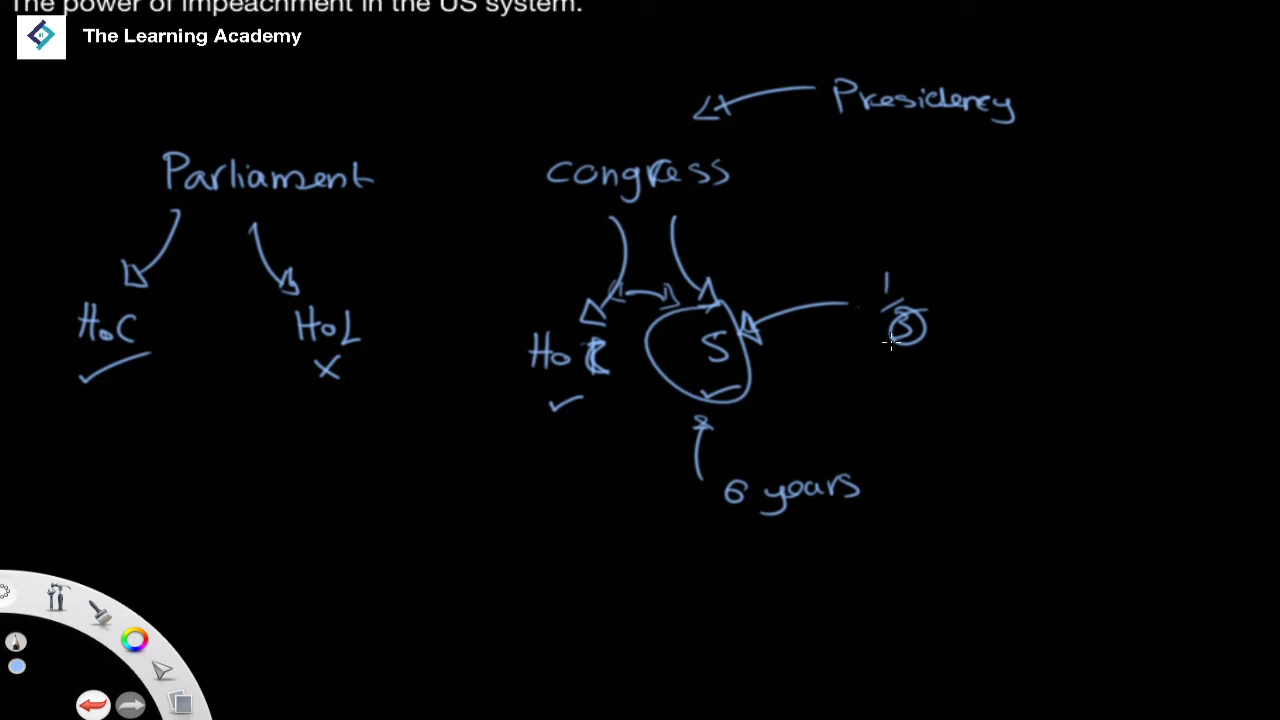 The power of impeachment in the US system.
The Learning Academy
Presidency
Parliament
Congress
1/3
HoC
HoL
HoR
S
6 years